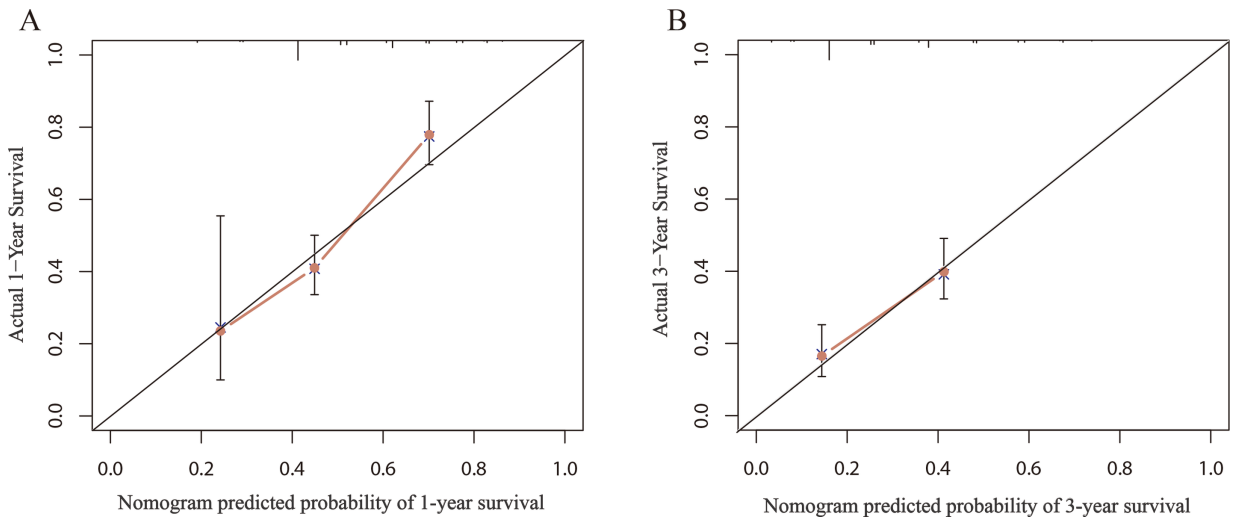 A
B
Actual 1−Year Survival
0.0
0.2
0.4
0.6
0.8
1.0
0.0 0.2 0.4 0.6 0.8 1.0
Nomogram predicted probability of 1-year survival
Actual 3−Year Survival
0.0
0.2
0.4
0.6
0.8
1.0
0.0 0.2 0.4 0.6 0.8 1.0
Nomogram predicted probability of 3-year survival